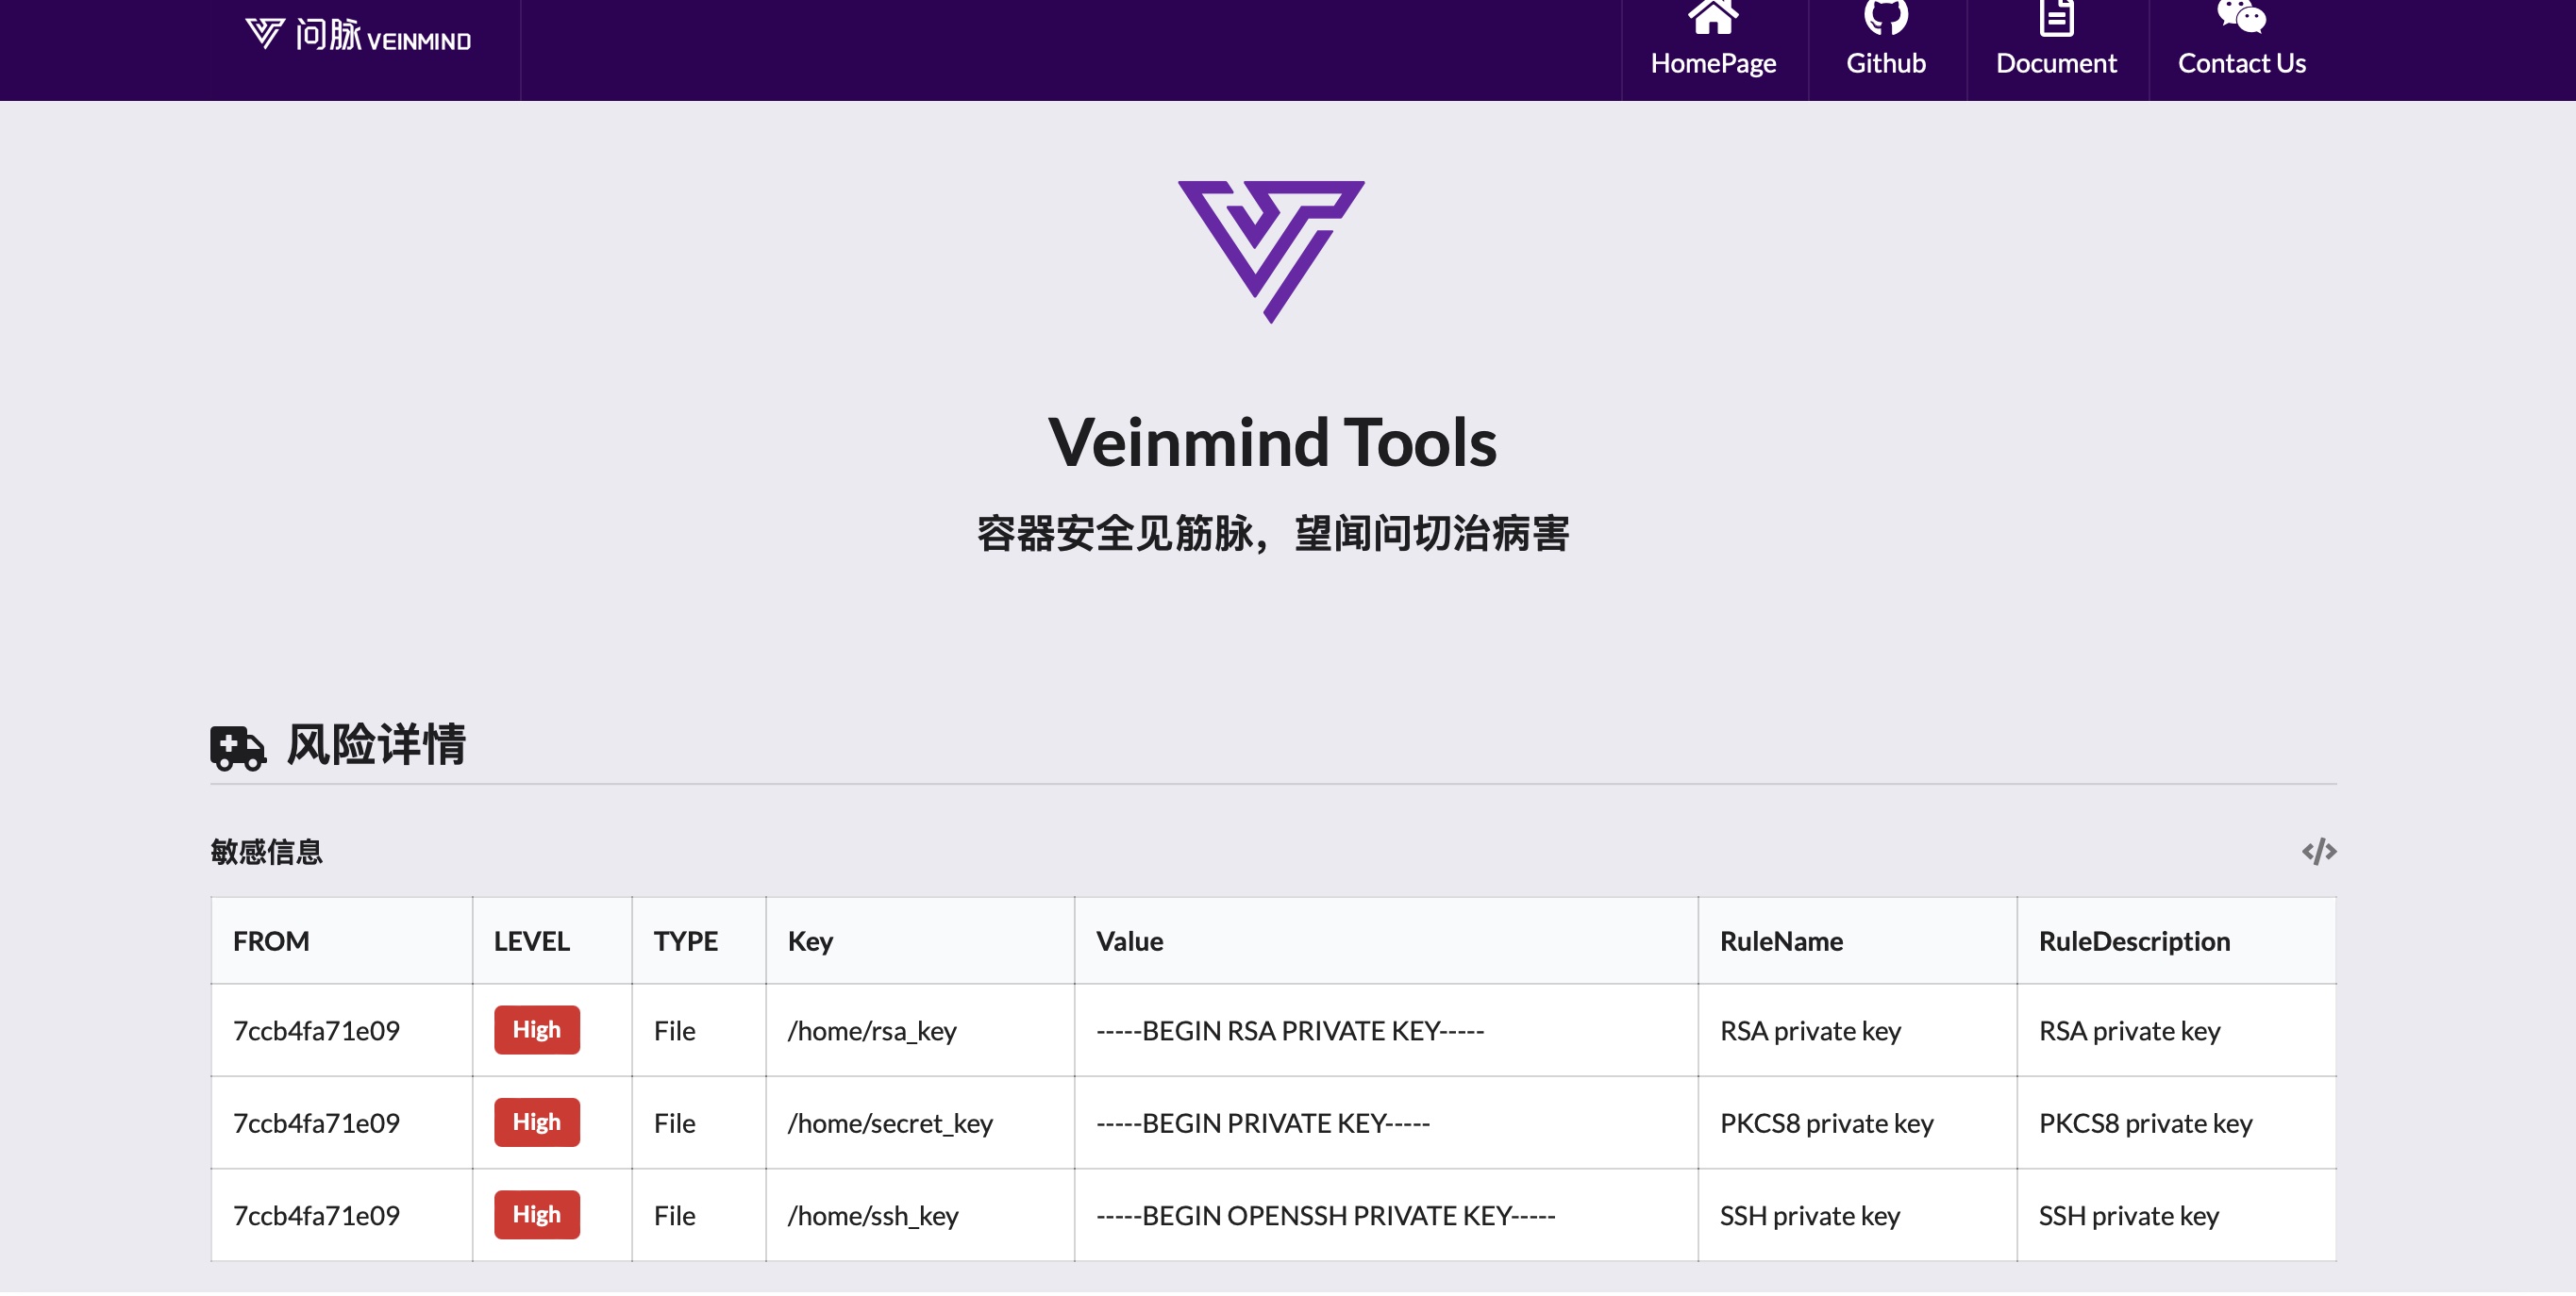 问脉 VEINMIND
HomePage Github Document Contact Us
Veinmind Tools
容器安全见筋脉，望闻问切治病害
风险详情
敏感信息
FROM LEVEL TYPE Key Value RuleName RuleDescription
7ccb4fa71e09 High File /home/rsa_key -----BEGIN RSA PRIVATE KEY----- RSA private key RSA private key
7ccb4fa71e09 High File /home/secret_key -----BEGIN PRIVATE KEY----- PKCS8 private key PKCS8 private key
7ccb4fa71e09 High File /home/ssh_key -----BEGIN OPENSSH PRIVATE KEY----- SSH private key SSH private key